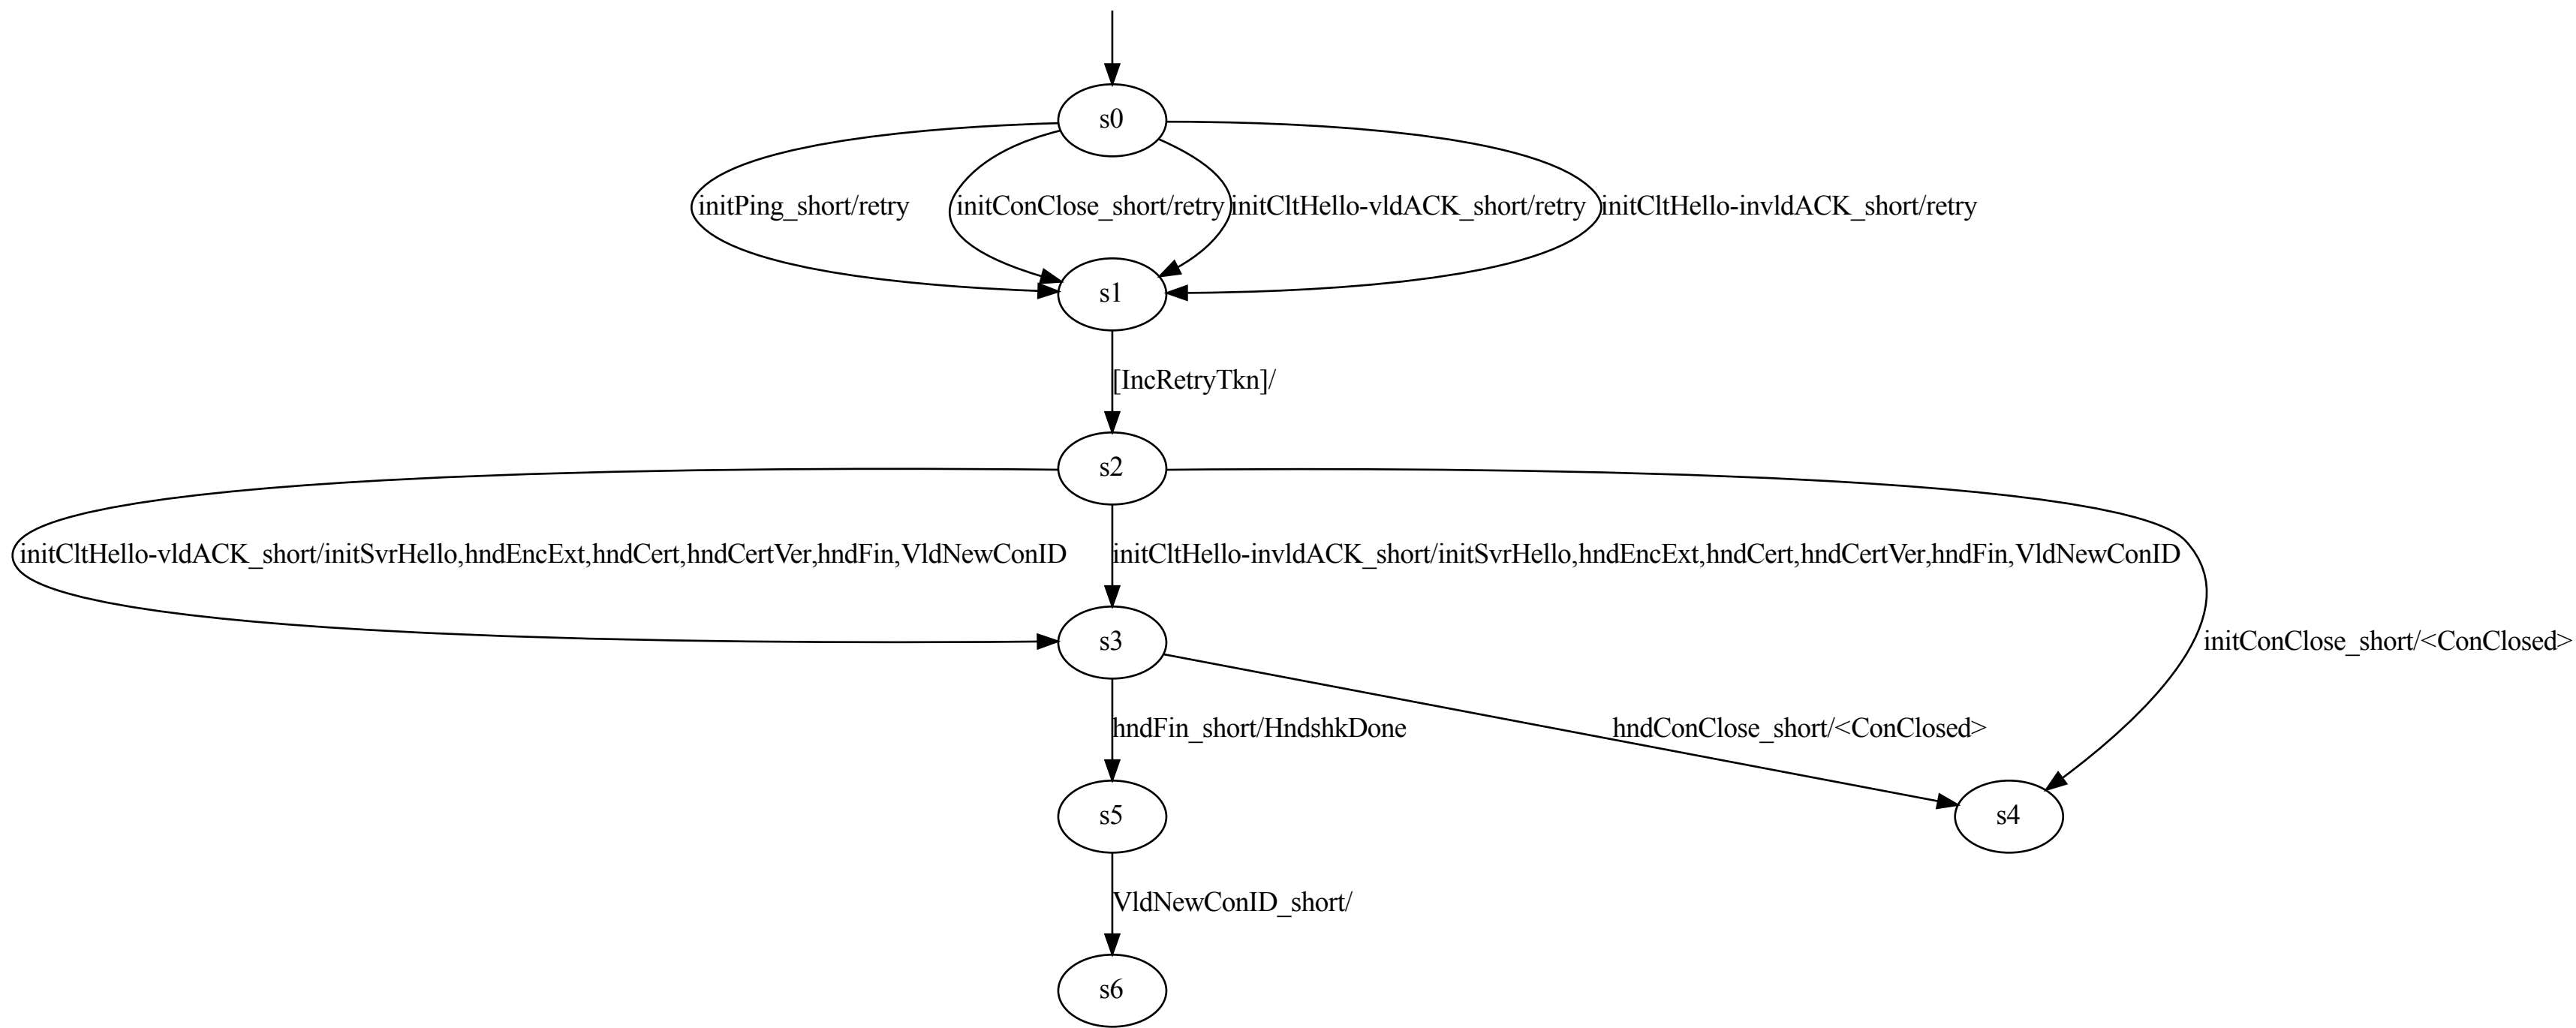 s0
initPing_short/retry
initConClose_short/retry
initCltHello-vldACK_short/retry
initCltHello-invldACK_short/retry
s1
[IncRetryTkn]/
s2
initCltHello-vldACK_short/initSvrHello,hndEncExt,hndCert,hndCertVer,hndFin,VldNewConID
initCltHello-invldACK_short/initSvrHello,hndEncExt,hndCert,hndCertVer,hndFin,VldNewConID
s3
initConClose_short/<ConClosed>
hndFin_short/HndshkDone
hndConClose_short/<ConClosed>
s5
s4
VldNewConID_short/
s6